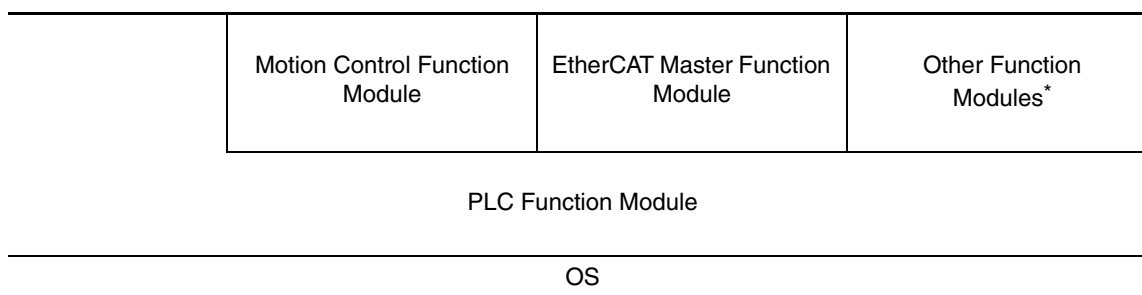 Motion Control Function
Module
EtherCAT Master Function
Module
Other Function
Modules*
PLC Function Module
OS